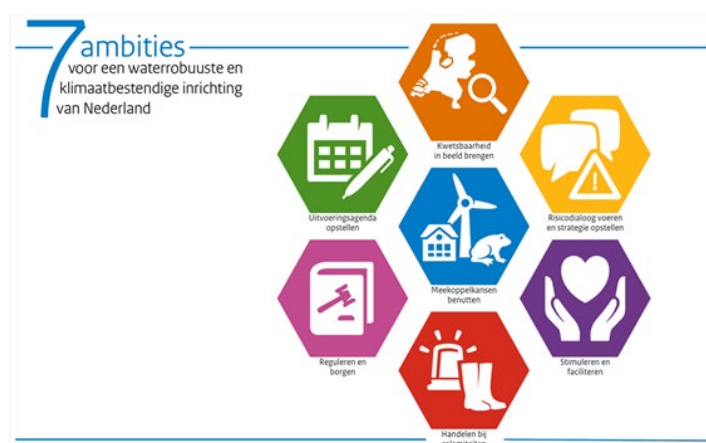 7 ambities
voor een waterrobuuste en
klimaatbestendige inrichting
van Nederland
Kwetsbaarheid
in beeld brengen
Uitvoeringsagenda
opstellen
Risicodialoog voeren
en strategie opstellen
Meekoppelkansen
benutten
Reguleren en
borgen
Stimuleren en
faciliteren
Handelen bij